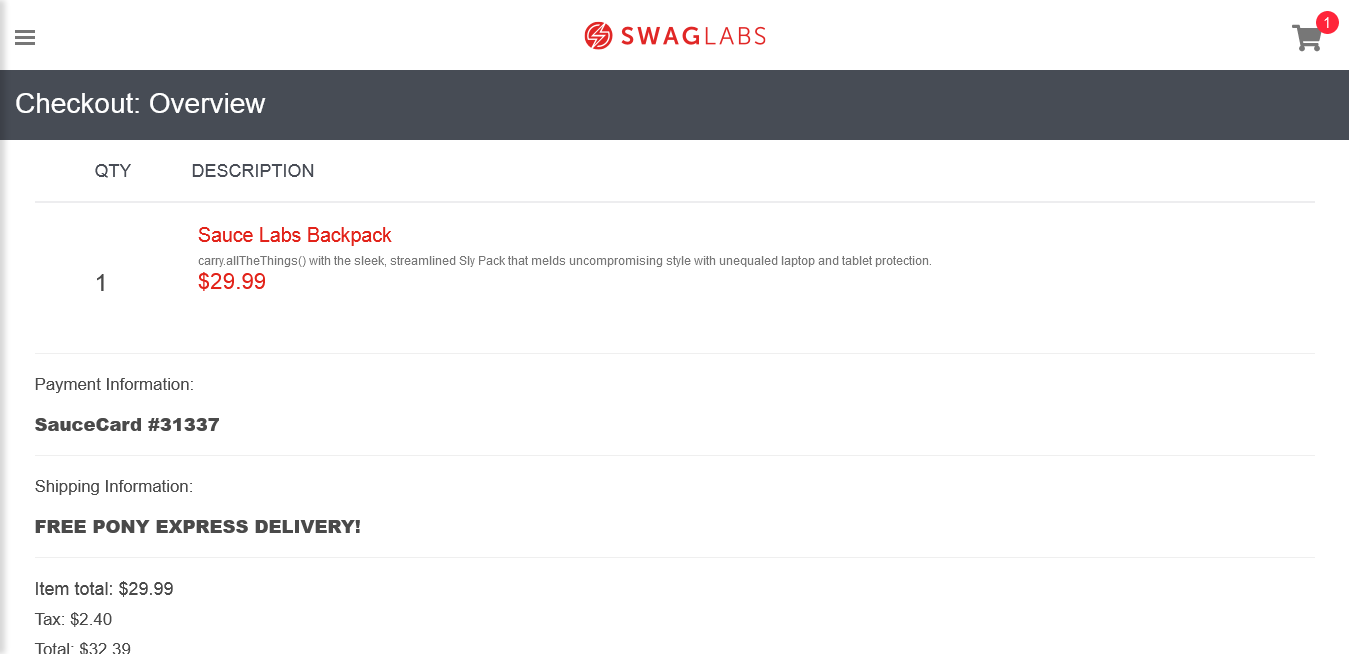 SWAGLABS
1
Checkout: Overview
QTY DESCRIPTION
Sauce Labs Backpack
carry.allTheThings() with the sleek, streamlined Sly Pack that melds uncompromising style with unequaled laptop and tablet protection.
1
$29.99
Payment Information:
SauceCard #31337
Shipping Information:
FREE PONY EXPRESS DELIVERY!
Item total: $29.99
Tax: $2.40
Total: $32.39